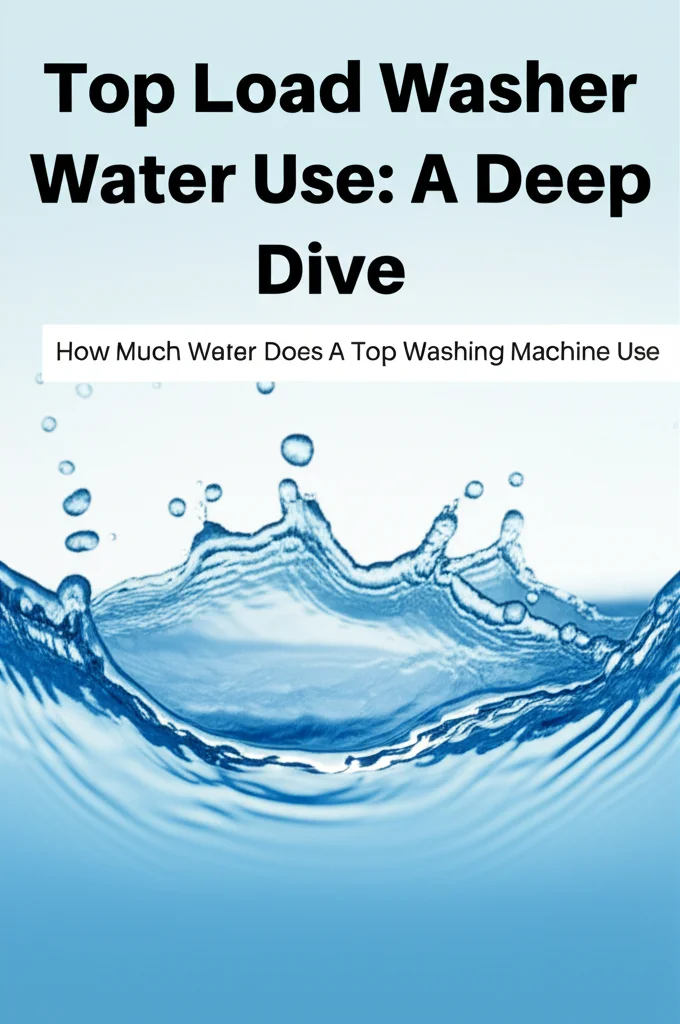 Top Load Washer
Water Use: A Deep
Dive
How Much Water Does A Top Washing Machine Use